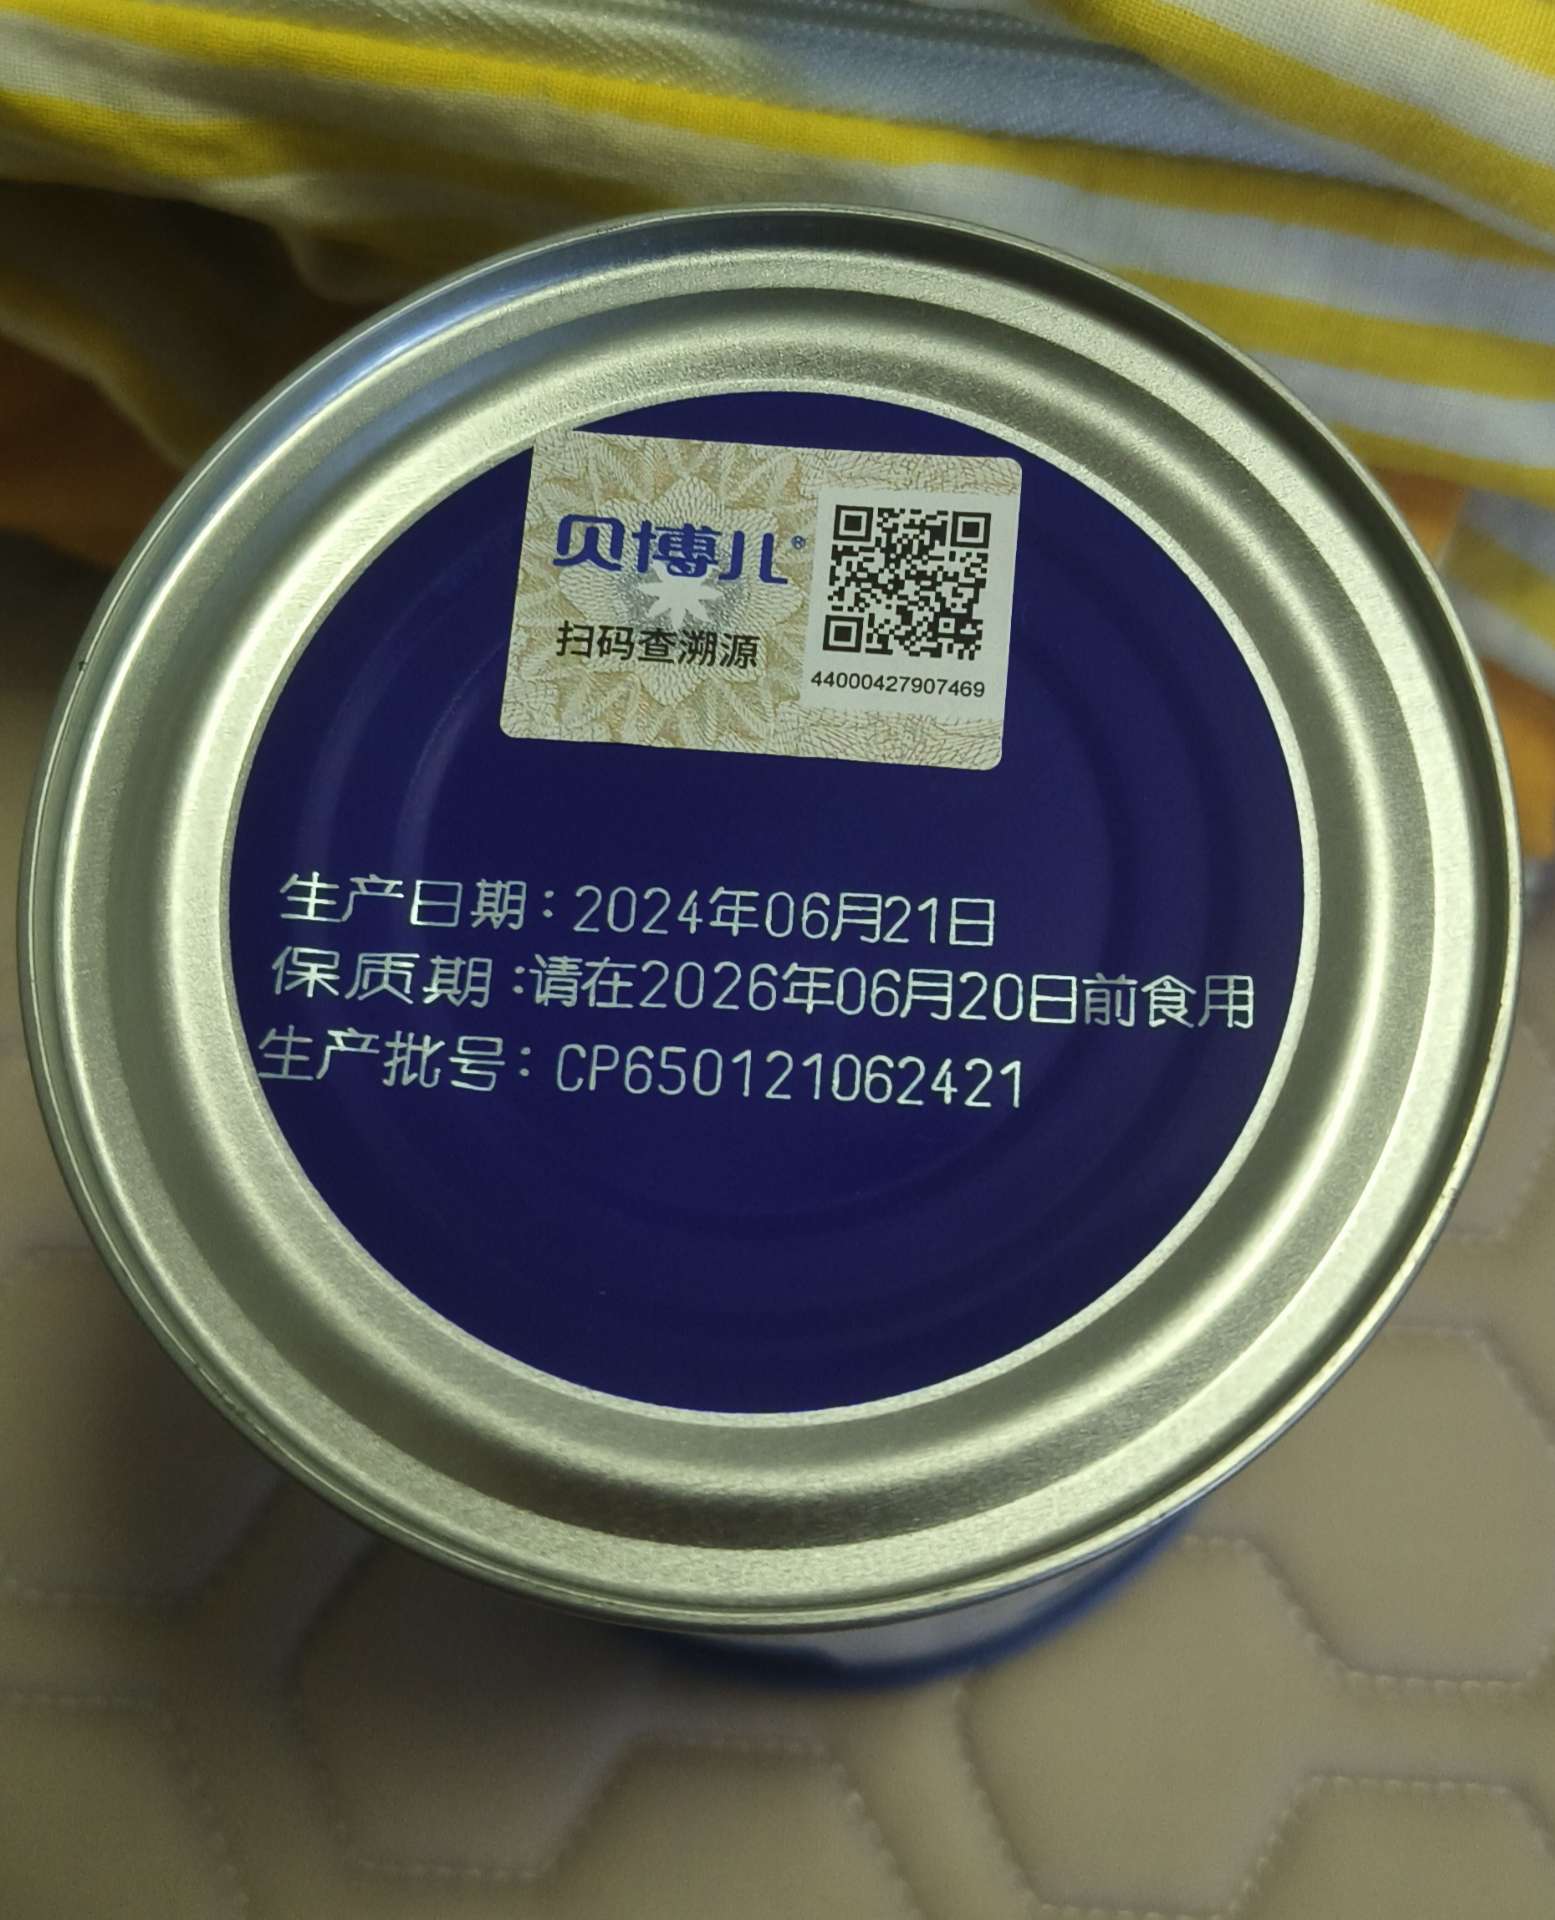 贝博儿®
扫码查溯源
44000427907469
生产日期：2024年06月21日
保质期：请在2026年06月20日前食用
生产批号：CP650121062421